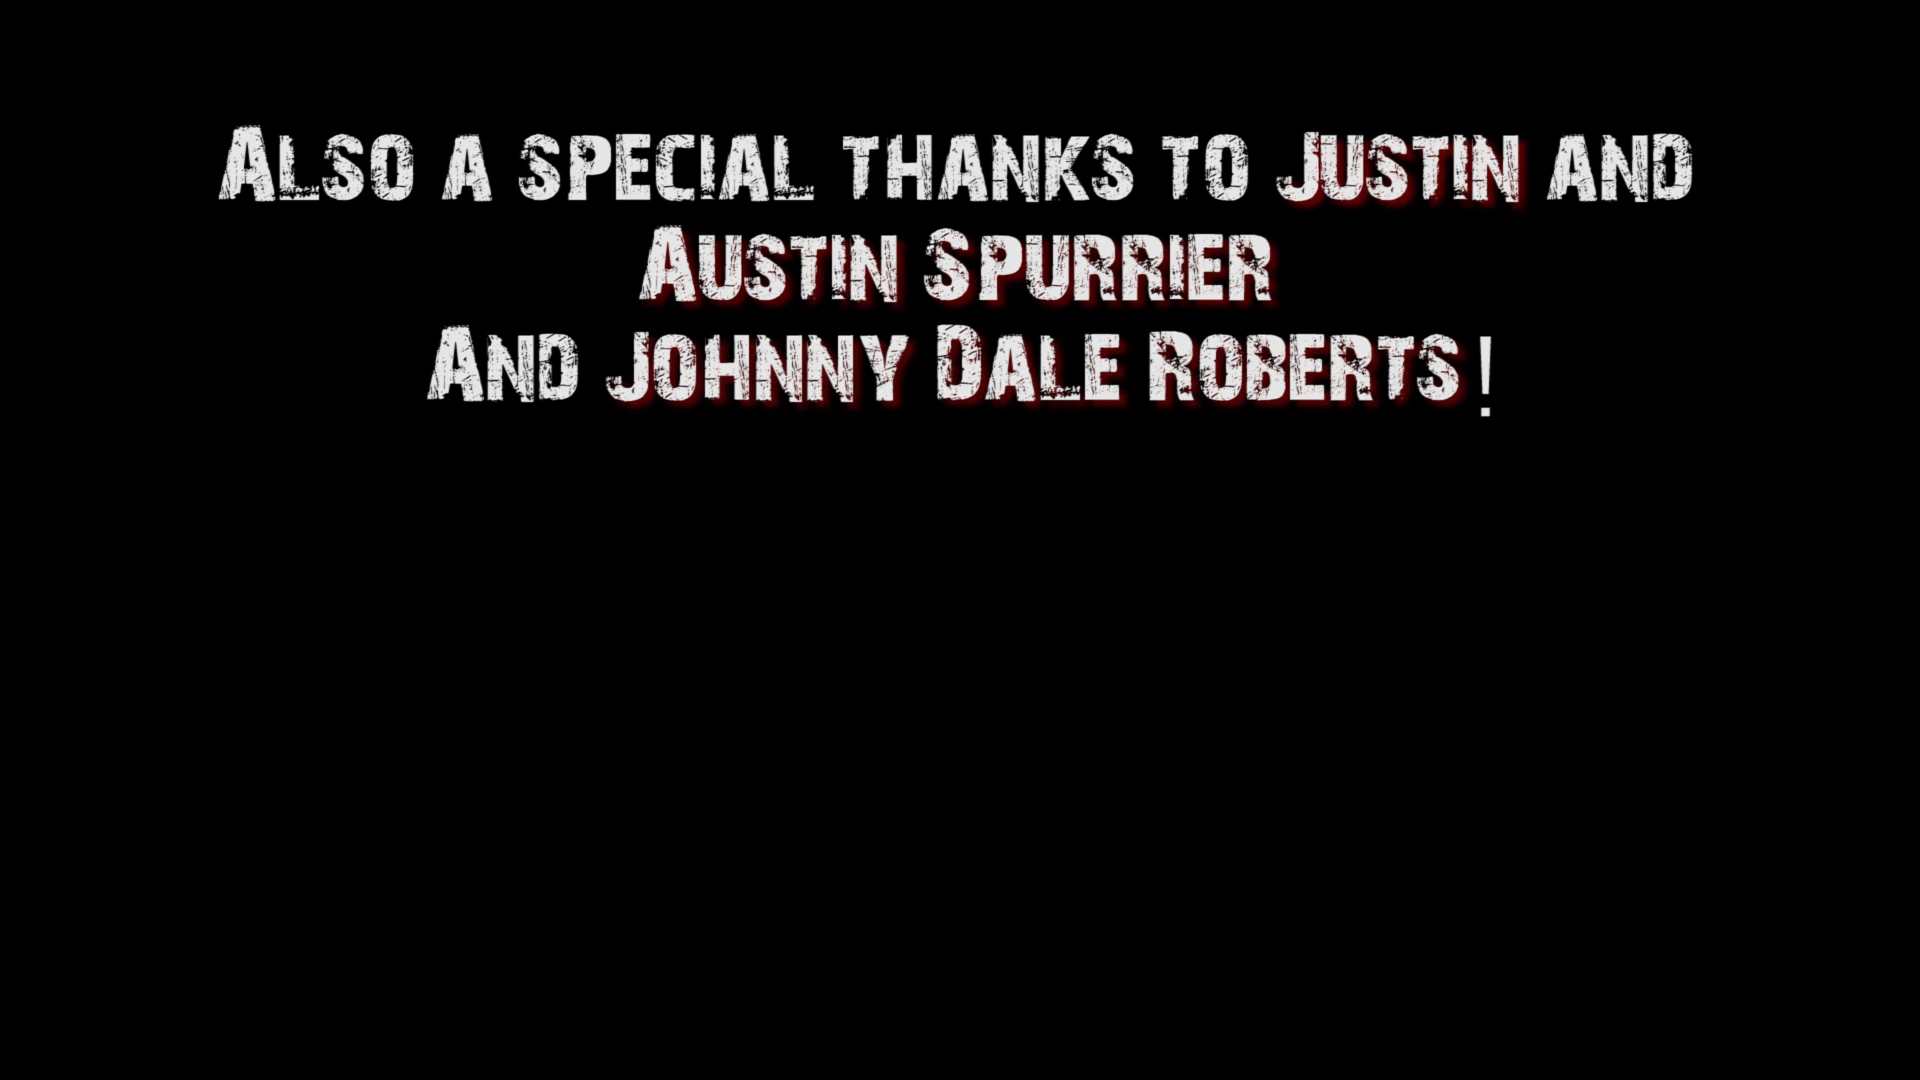 Also a special thanks to Justin and
Austin Spurrier
And Johnny Dale Roberts!